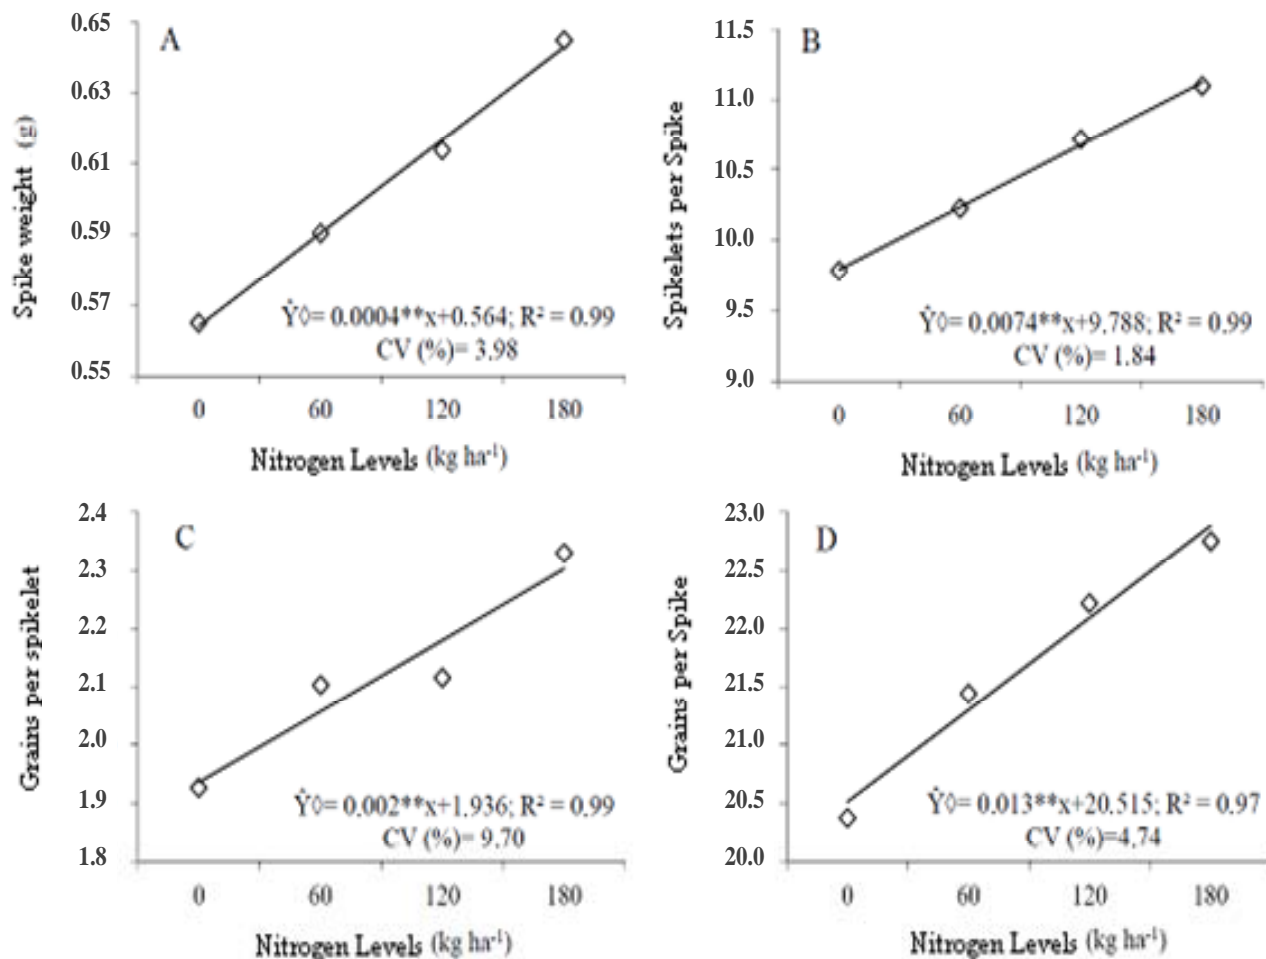 A
Spike weight (g)
0.65
0.63
0.61
0.59
0.57
0.55
Ŷ◊= 0.0004**x+0.564; R² = 0.99
CV (%)= 3.98
0 60 120 180
Nitrogen Levels (kg ha⁻¹)
B
Spikelets per Spike
11.5
11.0
10.5
10.0
9.5
9.0
Ŷ◊= 0.0074**x+9.788; R² = 0.99
CV (%)= 1.84
0 60 120 180
Nitrogen Levels (kg ha⁻¹)
C
Grains per spikelet
2.4
2.3
2.2
2.1
2.0
1.9
1.8
Ŷ◊= 0.002**x+1.936; R² = 0.99
CV (%)= 9.70
0 60 120 180
Nitrogen Levels (kg ha⁻¹)
D
Grains per Spike
23.0
22.5
22.0
21.5
21.0
20.5
20.0
Ŷ◊= 0.013**x+20.515; R² = 0.97
CV (%)=4.74
0 60 120 180
Nitrogen Levels (kg ha⁻¹)